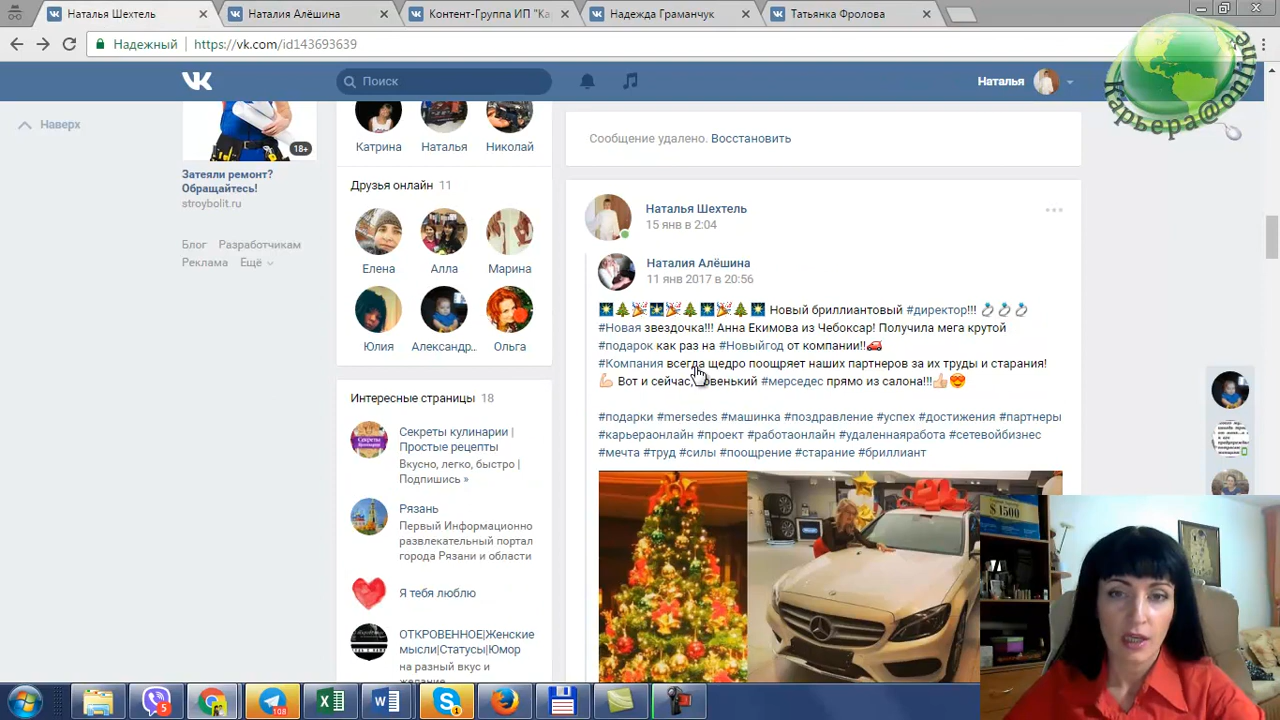 Наталья Шехтель
Наталия Алёшина
Контент-Группа ИП "Ка
Надежда Граманчук
Татьянка Фролова
Надежный
https://vk.com/id143693639
Поиск
Наталья
Карьера@online
Наверх
18+
Затеяли ремонт?
Обращайтесь!
stroybolit.ru
Блог Разработчикам
Реклама Ещё
Катрина Наталья Николай
Друзья онлайн 11
Елена Алла Марина
Юлия Александр.. Ольга
Интересные страницы 18
Секреты кулинарии |
Простые рецепты
Вкусно, легко, быстро |
Подпишись »
Рязань
Первый Информационно
развлекательный портал
города Рязани и области
Я тебя люблю
ОТКРОВЕННОЕ|Женские
мысли|Статусы|Юмор
на разный вкус и
желание
Сообщение удалено. Восстановить
Наталья Шехтель
15 янв в 2:04
Наталия Алёшина
11 янв 2017 в 20:56
Новый бриллиантовый #директор!!!
#Новая звездочка!!! Анна Екимова из Чебоксар! Получила мега крутой
#подарок как раз на #Новыйгод от компании!!
#Компания всегда щедро поощряет наших партнеров за их труды и старания!
Вот и сейчас, новенький #мерседес прямо из салона!!!
#подарки #mersedes #машинка #поздравление #успех #достижения #партнеры
#карьераонлайн #проект #работаонлайн #удаленнаяработа #сетевойбизнес
#мечта #труд #силы #поощрение #старание #бриллиант
$ 1500
5
108
1